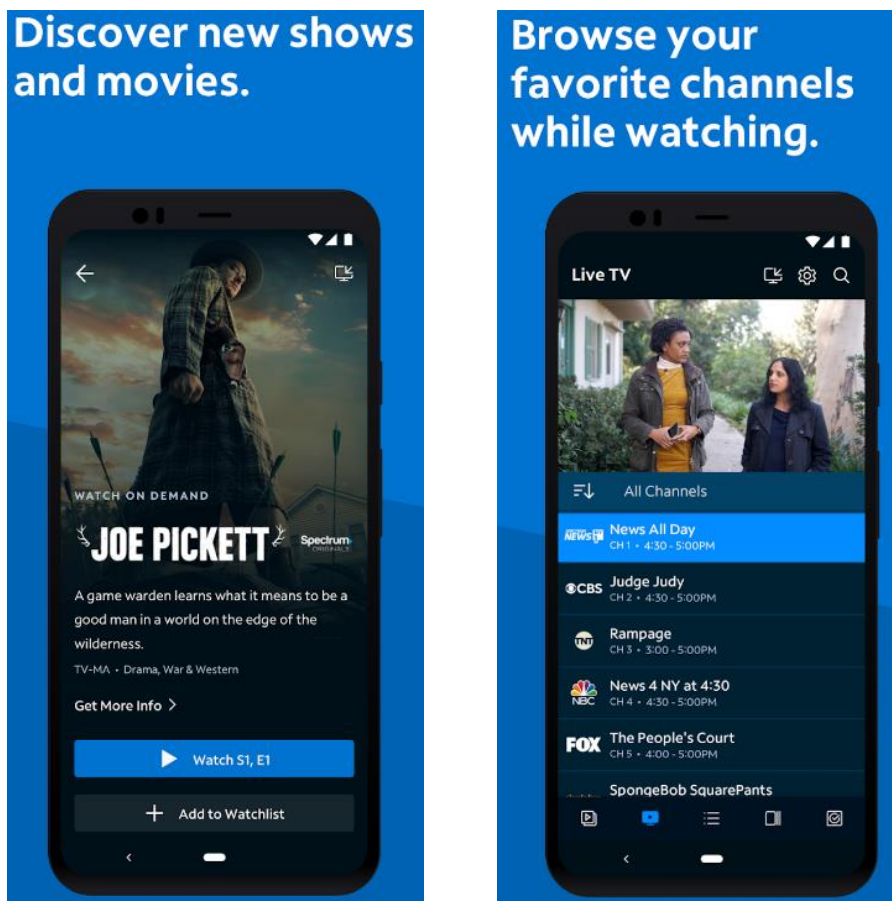 Discover new shows
and movies.
WATCH ON DEMAND
JOE PICKETT
Spectrum
ORIGINALS
A game warden learns what it means to be a
good man in a world on the edge of the
wilderness.
TV-MA • Drama, War & Western
Get More Info >
Watch S1, E1
Add to Watchlist
Browse your
favorite channels
while watching.
Live TV
All Channels
NEWS
News All Day
CH 1 • 4:30 - 5:00PM
CBS
Judge Judy
CH 2 • 4:30 - 5:00PM
TNT
Rampage
CH 3 • 3:00 - 5:00PM
NBC
News 4 NY at 4:30
CH 4 • 4:30 - 5:00PM
FOX
The People's Court
CH 5 • 4:00 - 5:00PM
SpongeBob SquarePants